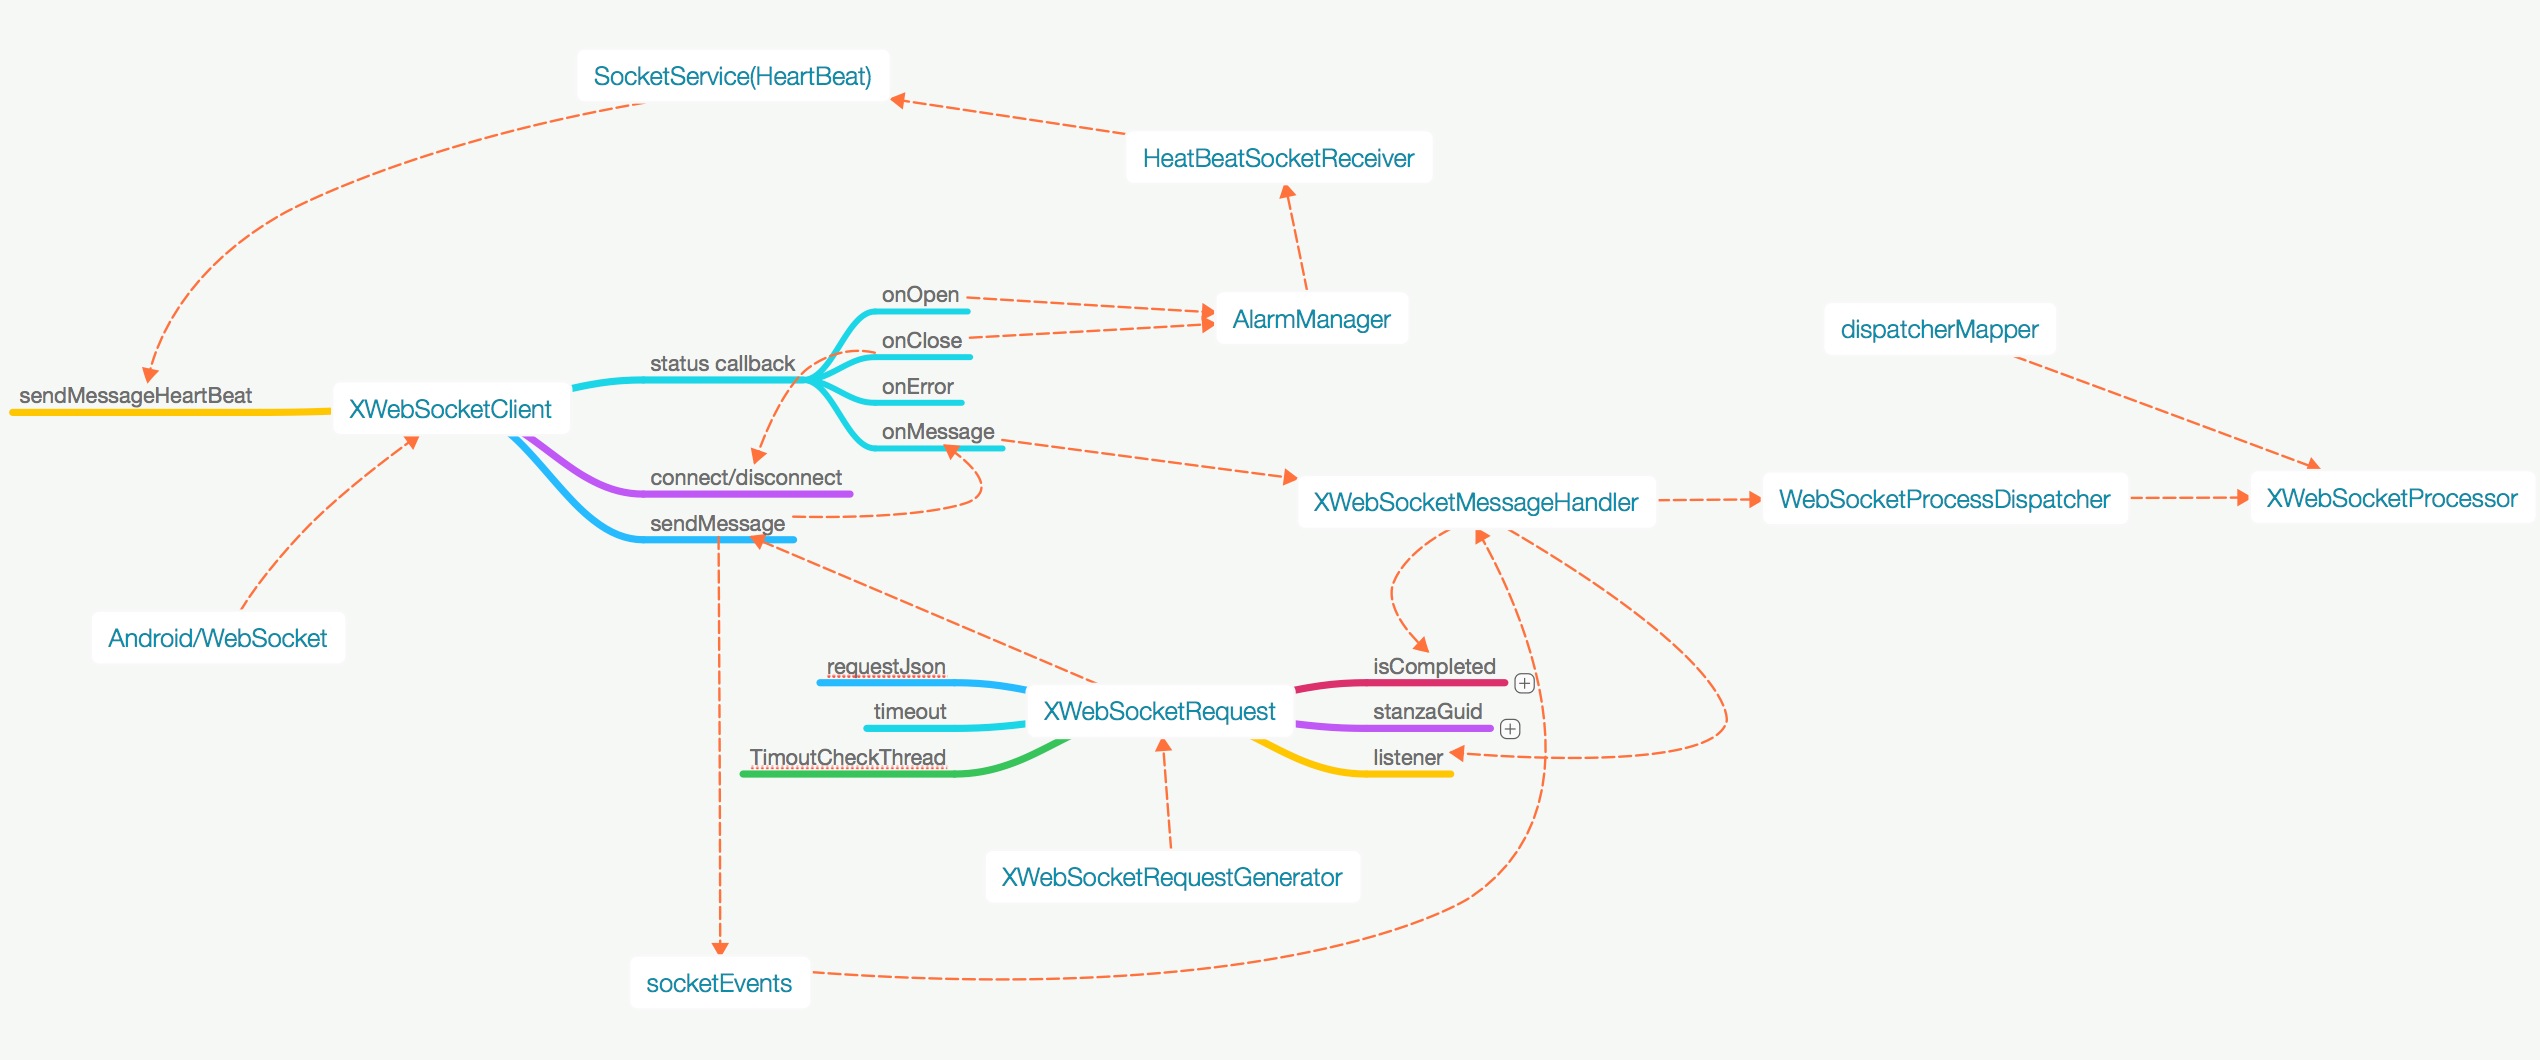 SocketService(HeartBeat)
HeatBeatSocketReceiver
onOpen
AlarmManager
dispatcherMapper
onClose
status callback
onError
sendMessageHeartBeat
XWebSocketClient
onMessage
connect/disconnect
XWebSocketMessageHandler
WebSocketProcessDispatcher
XWebSocketProcessor
sendMessage
Android/WebSocket
requestJson
isCompleted
timeout
XWebSocketRequest
stanzaGuid
TimoutCheckThread
listener
XWebSocketRequestGenerator
socketEvents